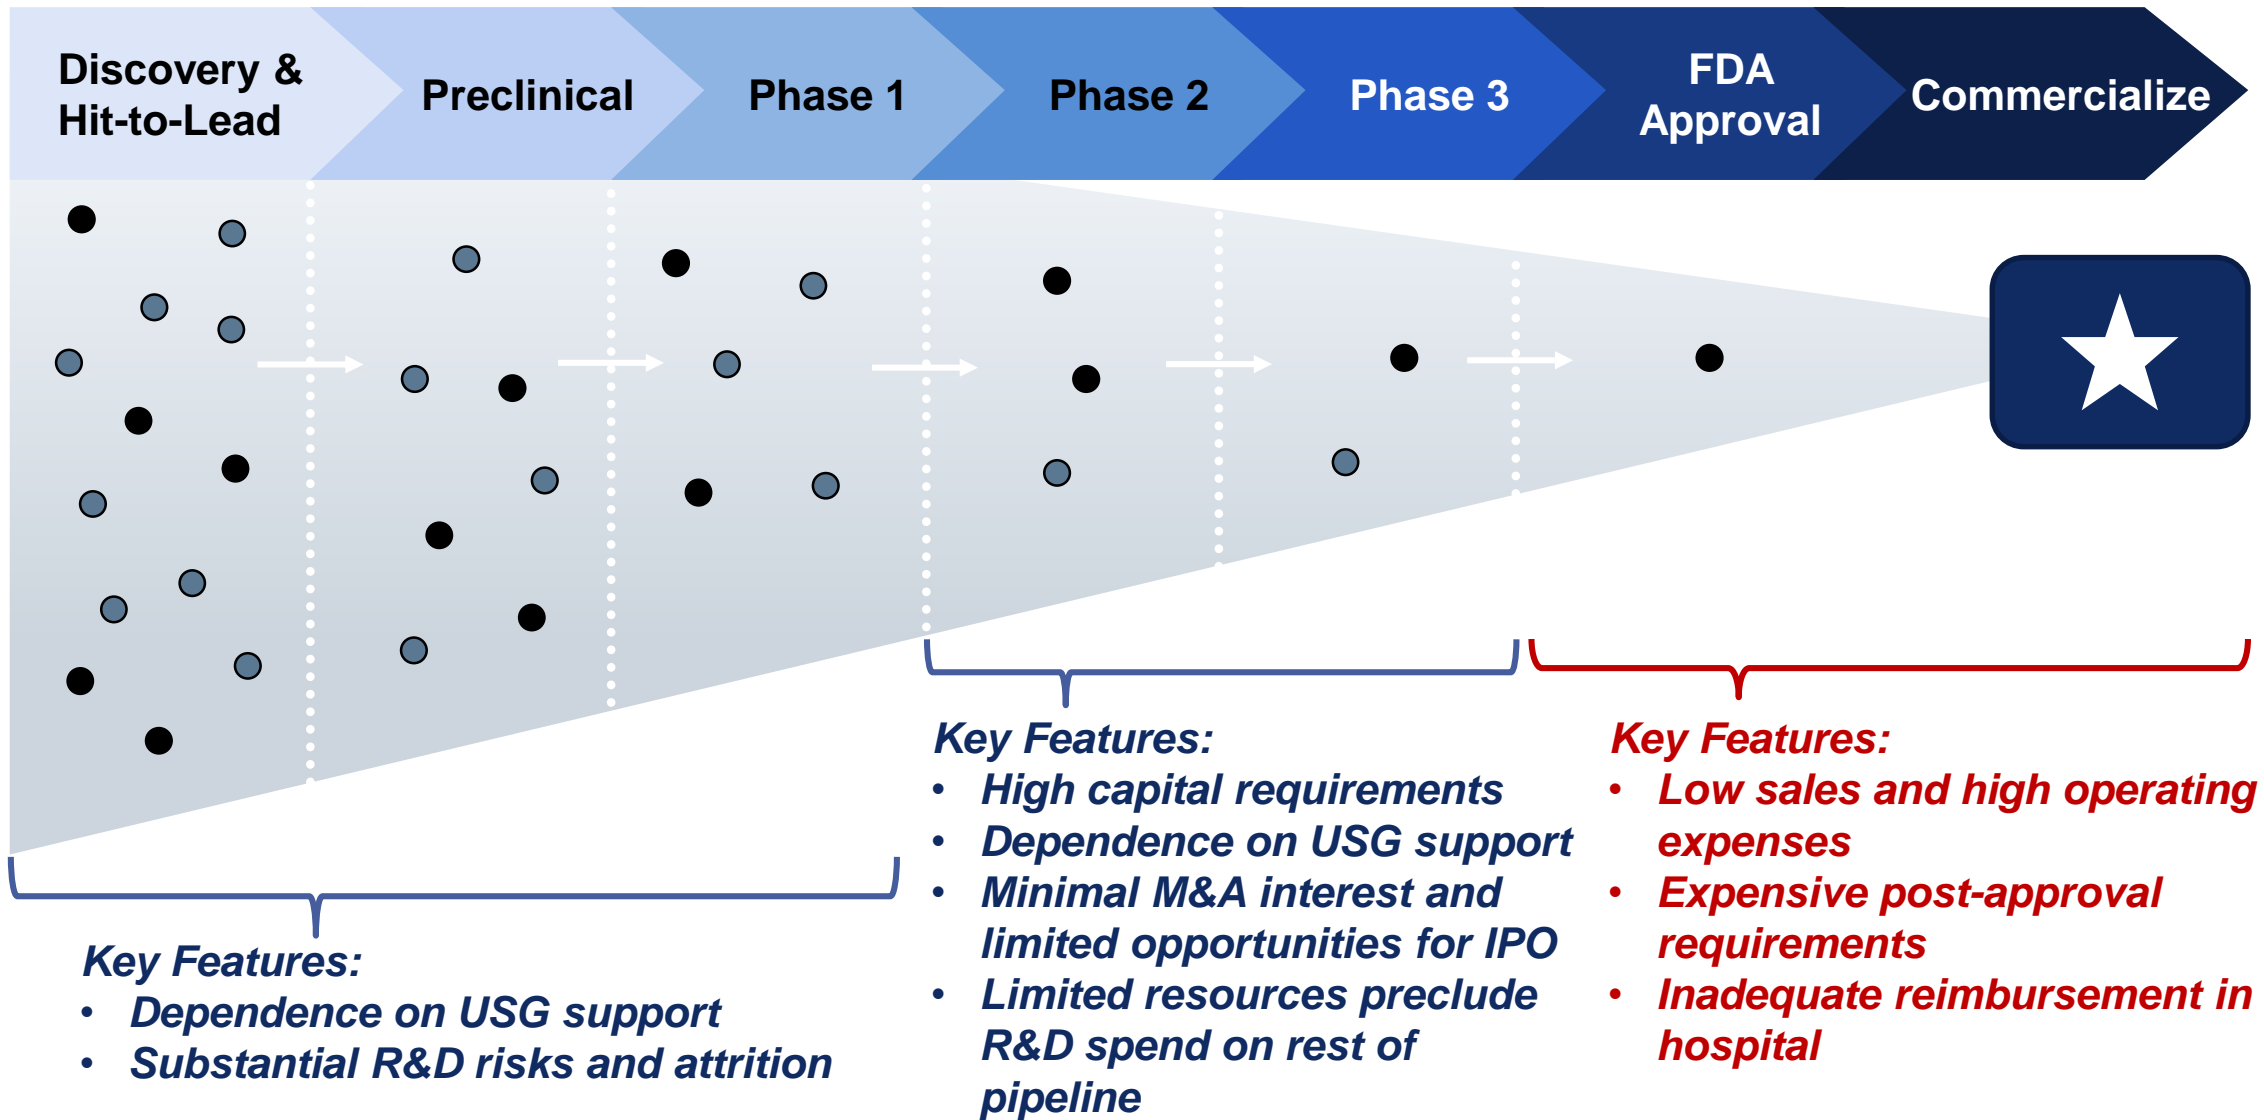 Discovery &
Hit-to-Lead
Preclinical
Phase 1
Phase 2
Phase 3
FDA
Approval
Commercialize
Key Features:
• Dependence on USG support
• Substantial R&D risks and attrition
Key Features:
• High capital requirements
• Dependence on USG support
• Minimal M&A interest and
limited opportunities for IPO
• Limited resources preclude
R&D spend on rest of
pipeline
Key Features:
• Low sales and high operating
expenses
• Expensive post-approval
requirements
• Inadequate reimbursement in
hospital